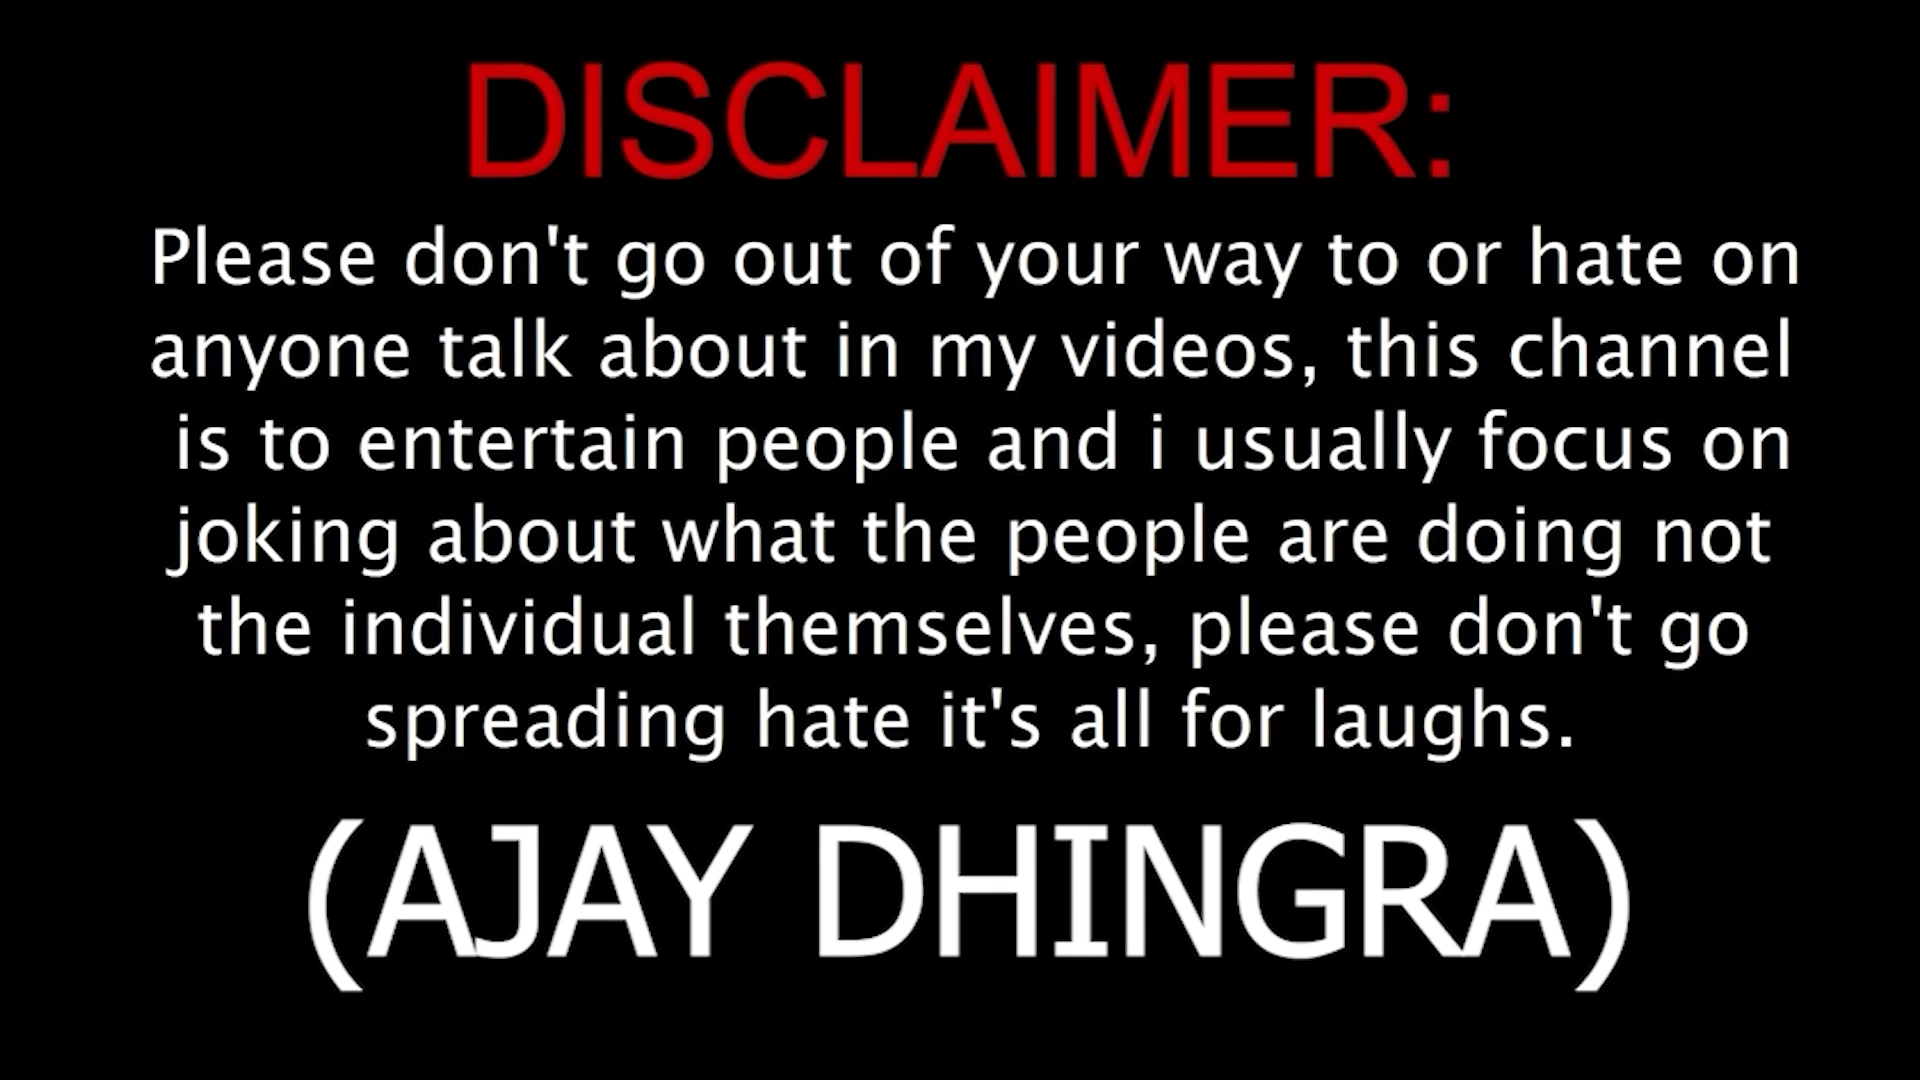 DISCLAIMER:
Please don't go out of your way to or hate on
anyone talk about in my videos, this channel
is to entertain people and i usually focus on
joking about what the people are doing not
the individual themselves, please don't go
spreading hate it's all for laughs.
(AJAY DHINGRA)